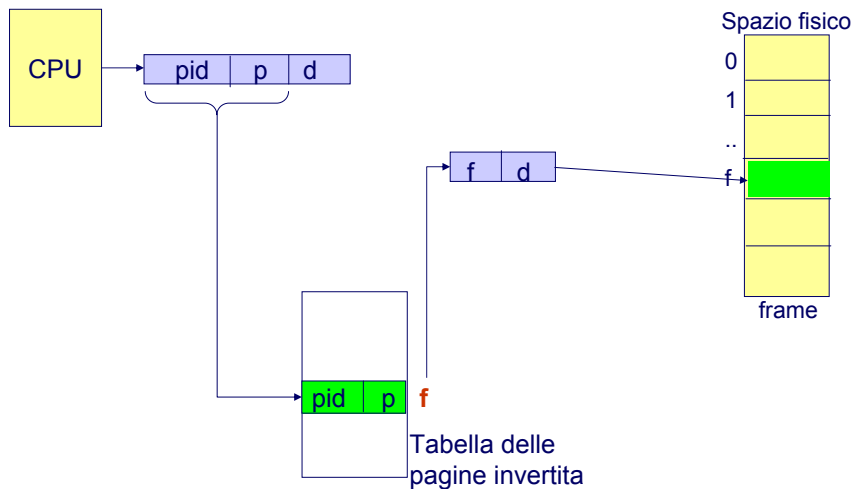 Spazio fisico
CPU
pid p d
0
1
..
f
f d
frame
pid p f
Tabella delle
pagine invertita